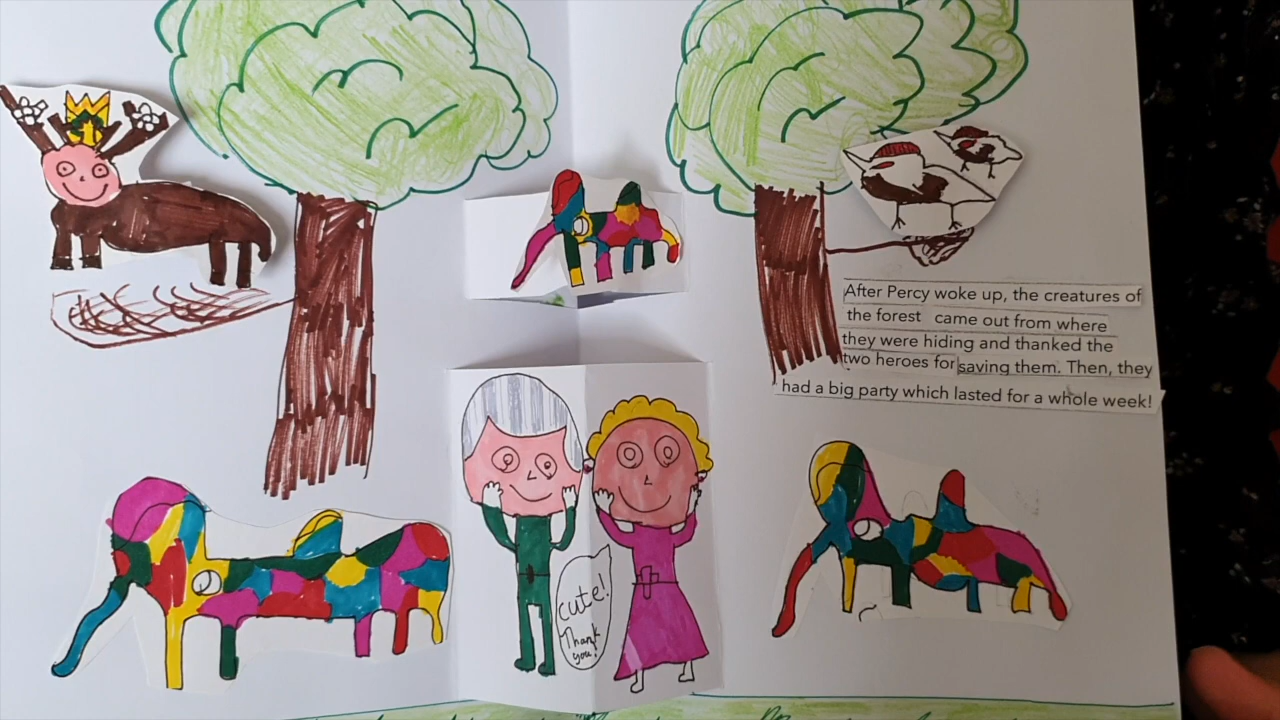 After Percy woke up, the creatures of
the forest came out from where
they were hiding and thanked the
two heroes for saving them. Then, they
had a big party which lasted for a whole week!
cute!
Thank
you!